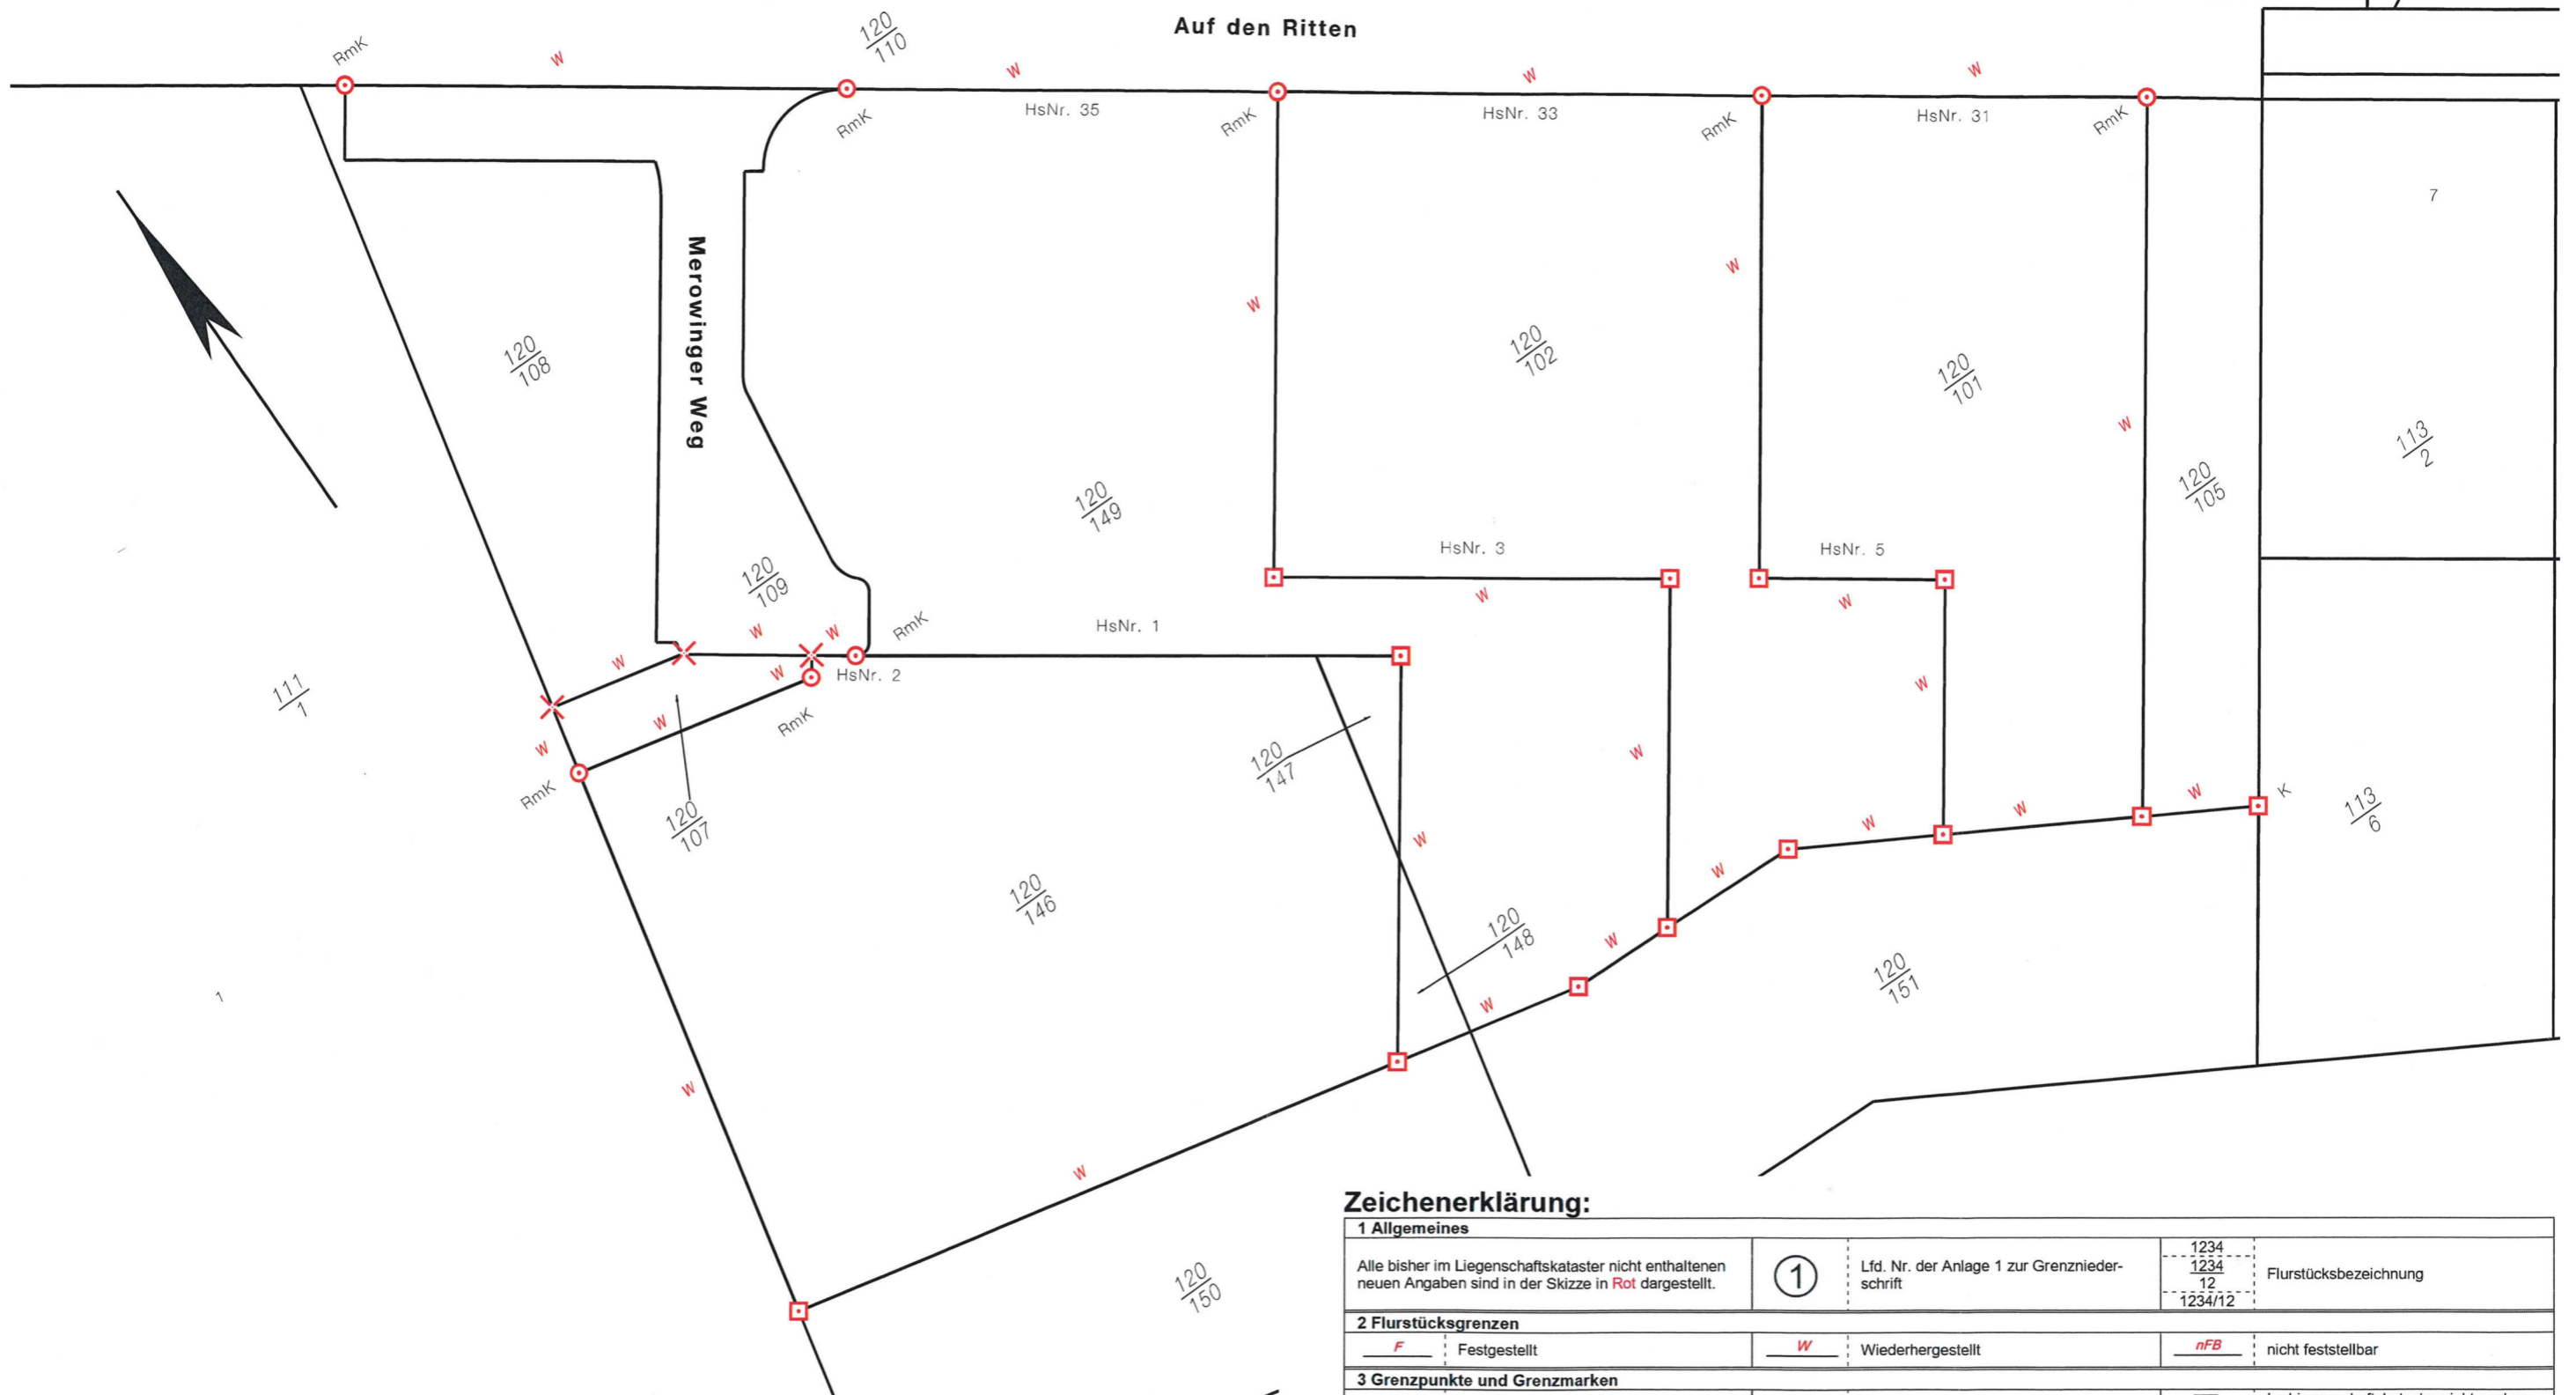 Auf den Ritten
RmK
W
120
110
W
W
W
RmK
HsNr. 35
RmK
HsNr. 33
RmK
HsNr. 31
RmK
7
Merowinger Weg
W
W
120
108
120
102
120
101
W
113
2
120
149
120
105
HsNr. 3
HsNr. 5
120
109
W
W
W
W
RmK
HsNr. 1
W
W
HsNr. 2
111
1
W
RmK
W
W
RmK
120
107
120
147
W
W
W
K
W
W
W
113
6
120
146
W
120
148
W
W
120
151
1
W
W
120
150
Zeichenerklärung:
1 Allgemeines
Alle bisher im Liegenschaftskataster nicht enthaltenen
neuen Angaben sind in der Skizze in Rot dargestellt.
1
Lfd. Nr. der Anlage 1 zur Grenznieder-
schrift
1234
1234
12
1234/12
Flurstücksbezeichnung
2 Flurstücksgrenzen
F Festgestellt
W Wiederhergestellt
nFB nicht feststellbar
3 Grenzpunkte und Grenzmarken